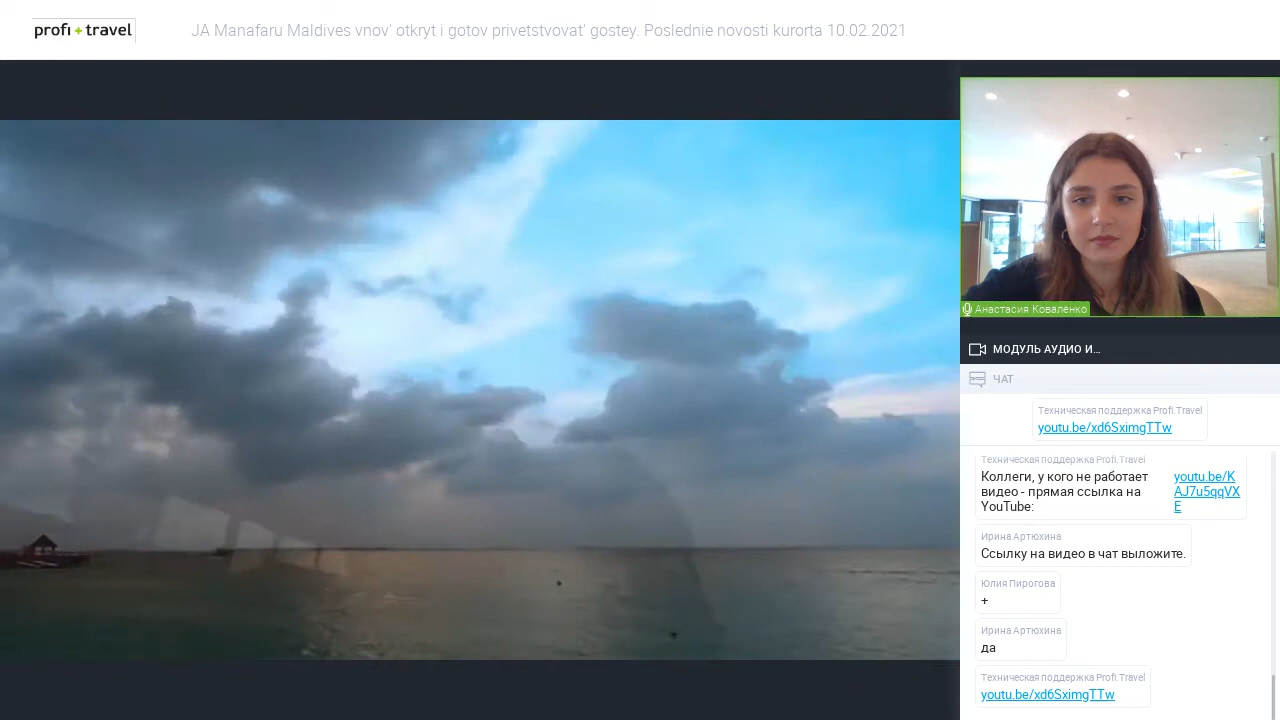 profi + travel
JA Manafaru Maldives vnov' otkryt i gotov privetstvovat' gostey. Poslednie novosti kurorta 10.02.2021
Анастасия Коваленко
МОДУЛЬ АУДИО И...
ЧАТ
Техническая поддержка Profi.Travel
youtu.be/xd6SximgTTw
Техническая поддержка Profi.Travel
Коллеги, у кого не работает
видео - прямая ссылка на
YouTube:
youtu.be/K
AJ7u5qqVX
E
Ирина Артюхина
Ссылку на видео в чат выложите.
Юлия Пирогова
+
Ирина Артюхина
да
Техническая поддержка Profi.Travel
youtu.be/xd6SximgTTw